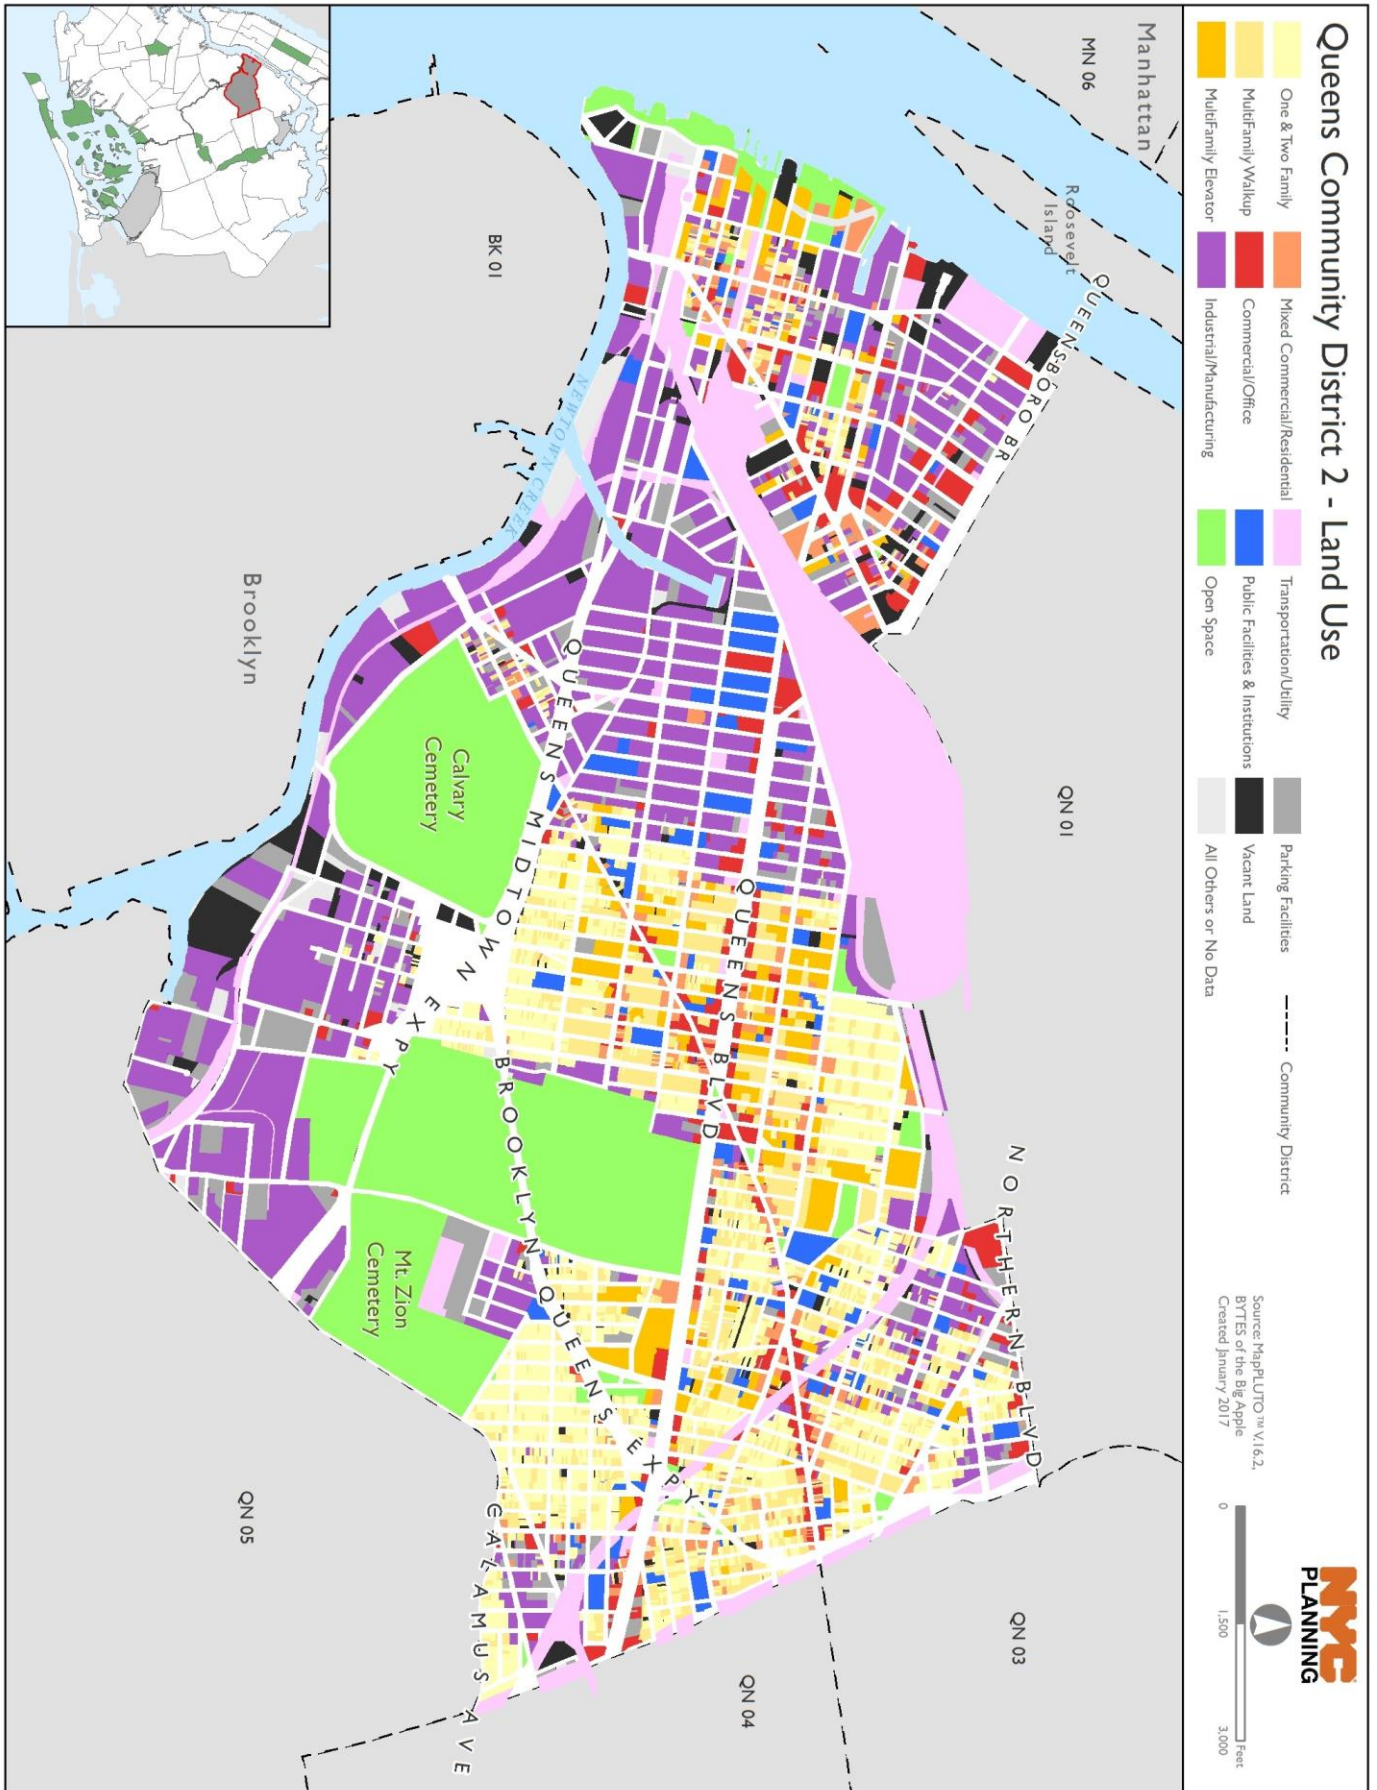 Queens Community District 2 - Land Use
One & Two Family
MultiFamily Walkup
MultiFamily Elevator
Mixed Commercial/Residential
Commercial/Office
Industrial/Manufacturing
Transportation/Utility
Public Facilities & Institutions
Open Space
Parking Facilities
Vacant Land
All Others or No Data
Community District
Source: MapPLUTO ™ V.16.2,
BYTES of the Big Apple
Created January 2017
0
1,500
3,000
Feet
NYC
PLANNING
Manhattan
MN 06
Roosevelt
Island
QUEENSBORO BR
QN 01
NORTHERN BLVD
QN 03
QN 04
QUEENS BLVD
QUEENS MIDTOWN EXPY
BROOKLYN QUEENS EXPY
CALAMUS AVE
NEWTOWN CREEK
BK 01
Calvary
Cemetery
Mt. Zion
Cemetery
Brooklyn
QN 05